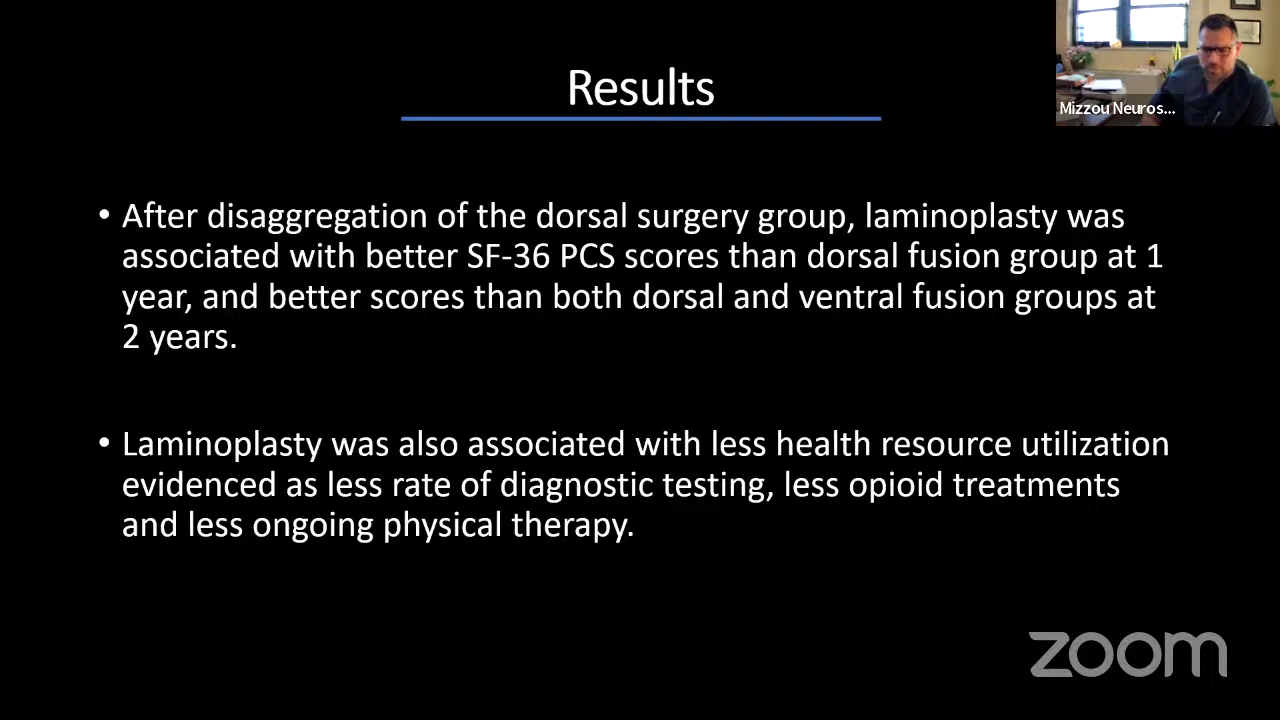 Results
Mizzou Neuros...
• After disaggregation of the dorsal surgery group, laminoplasty was
associated with better SF-36 PCS scores than dorsal fusion group at 1
year, and better scores than both dorsal and ventral fusion groups at
2 years.
• Laminoplasty was also associated with less health resource utilization
evidenced as less rate of diagnostic testing, less opioid treatments
and less ongoing physical therapy.
zoom